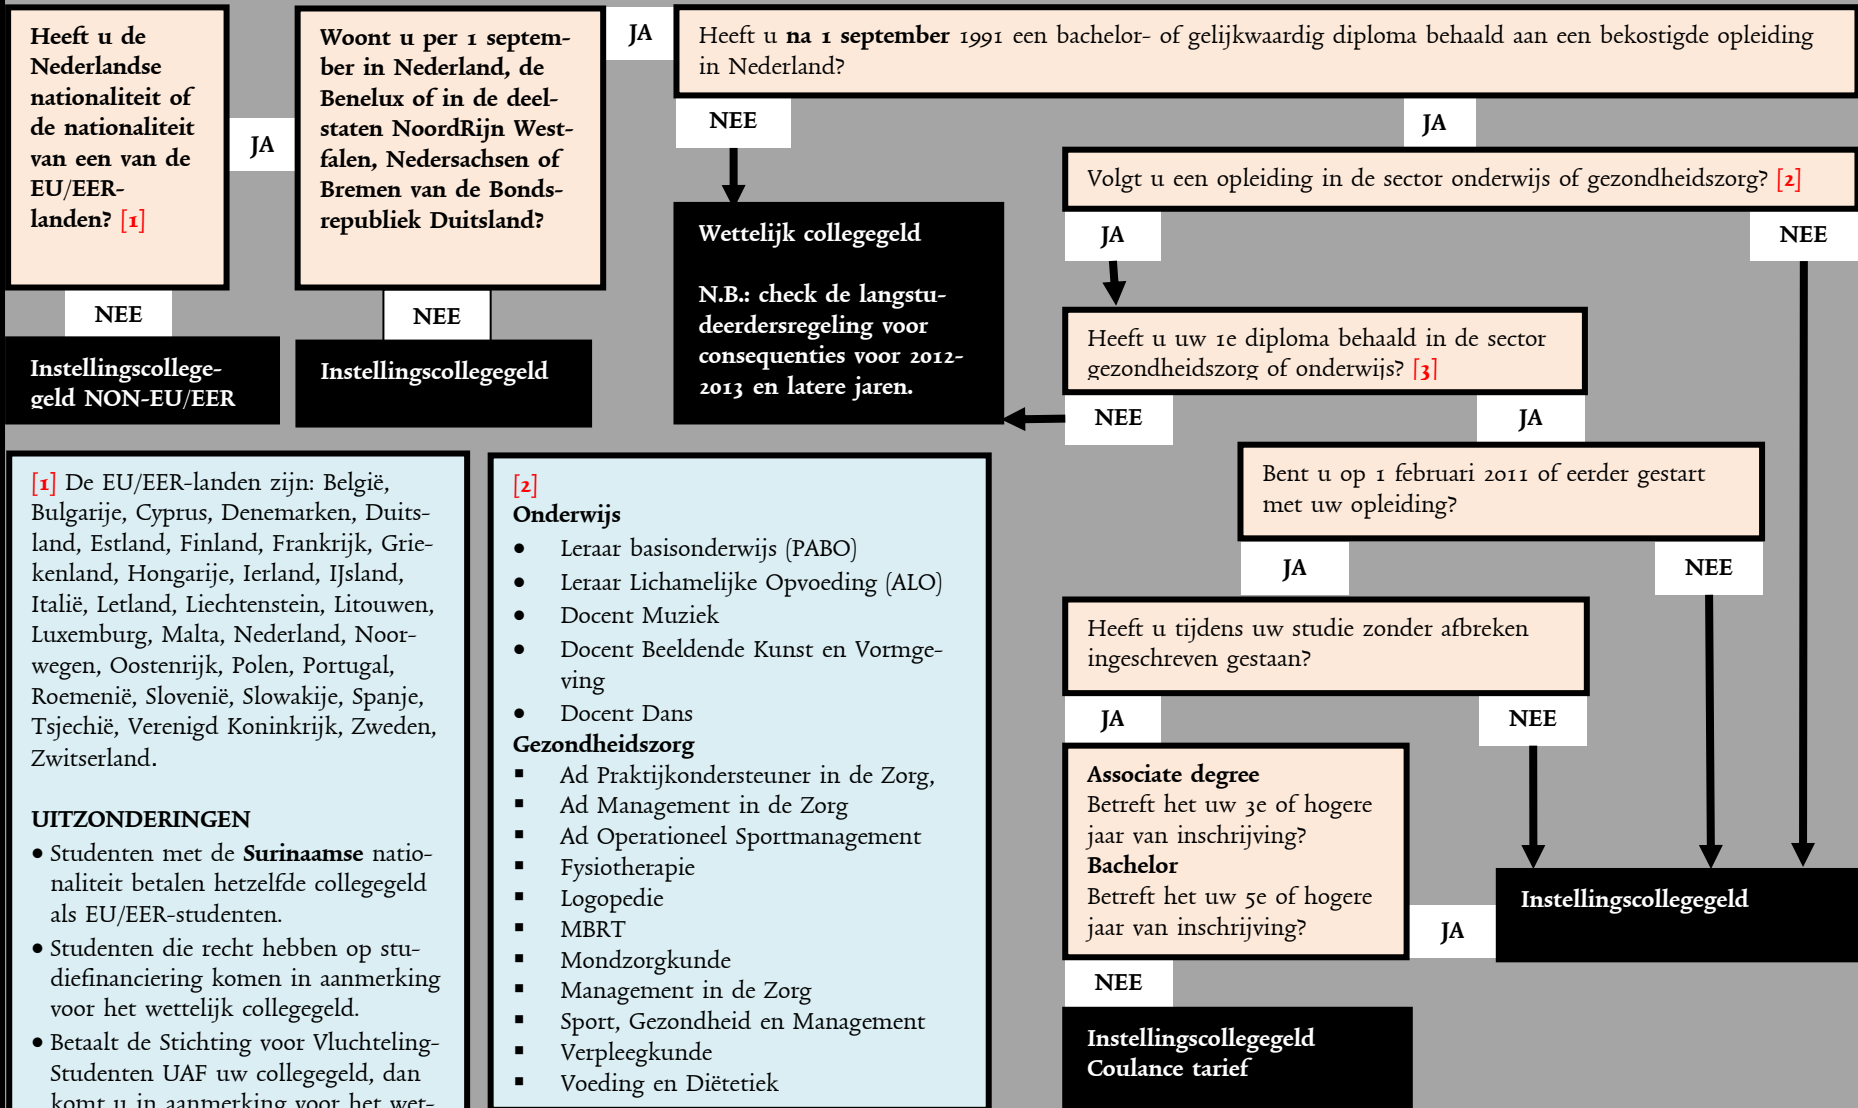 Heeft u de
Nederlandse
nationaliteit of
de nationaliteit
van een van de
EU/EER-
landen? [1]
JA
NEE
Instellingscollege-
geld NON-EU/EER
Woont u per 1 septem-
ber in Nederland, de
Benelux of in de deel-
staten NoordRijn West-
falen, Nedersachsen of
Bremen van de Bonds-
republiek Duitsland?
JA
NEE
Instellingscollegegeld
Heeft u na 1 september 1991 een bachelor- of gelijkwaardig diploma behaald aan een bekostigde opleiding
in Nederland?
NEE
JA
Wettelijk collegegeld
N.B.: check de langstu-
deerdersregeling voor
consequenties voor 2012-
2013 en latere jaren.
Volgt u een opleiding in de sector onderwijs of gezondheidszorg? [2]
JA
NEE
Heeft u uw 1e diploma behaald in de sector
gezondheidszorg of onderwijs? [3]
NEE
JA
Bent u op 1 februari 2011 of eerder gestart
met uw opleiding?
JA
NEE
Heeft u tijdens uw studie zonder afbreken
ingeschreven gestaan?
JA
NEE
Associate degree
Betreft het uw 3e of hogere
jaar van inschrijving?
Bachelor
Betreft het uw 5e of hogere
jaar van inschrijving?
JA
Instellingscollegegeld
NEE
Instellingscollegegeld
Coulance tarief
[1] De EU/EER-landen zijn: België,
Bulgarije, Cyprus, Denemarken, Duits-
land, Estland, Finland, Frankrijk, Grie-
kenland, Hongarije, Ierland, IJsland,
Italië, Letland, Liechtenstein, Litouwen,
Luxemburg, Malta, Nederland, Noor-
wegen, Oostenrijk, Polen, Portugal,
Roemenië, Slovenië, Slowakije, Spanje,
Tsjechië, Verenigd Koninkrijk, Zweden,
Zwitserland.
UITZONDERINGEN
• Studenten met de Surinaamse natio-
naliteit betalen hetzelfde collegegeld
als EU/EER-studenten.
• Studenten die recht hebben op stu-
diefinanciering komen in aanmerking
voor het wettelijk collegegeld.
• Betaalt de Stichting voor Vluchteling-
Studenten UAF uw collegegeld, dan
komt u in aanmerking voor het wet-
[2]
Onderwijs
• Leraar basisonderwijs (PABO)
• Leraar Lichamelijke Opvoeding (ALO)
• Docent Muziek
• Docent Beeldende Kunst en Vormge-
ving
• Docent Dans
Gezondheidszorg
▪ Ad Praktijkondersteuner in de Zorg,
▪ Ad Management in de Zorg
▪ Ad Operationeel Sportmanagement
▪ Fysiotherapie
▪ Logopedie
▪ MBRT
▪ Mondzorgkunde
▪ Management in de Zorg
▪ Sport, Gezondheid en Management
▪ Verpleegkunde
▪ Voeding en Diëtetiek